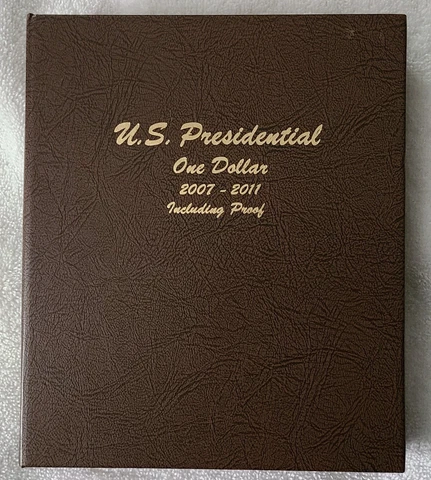 U.S. Presidential
One Dollar
2007 - 2011
Including Proof